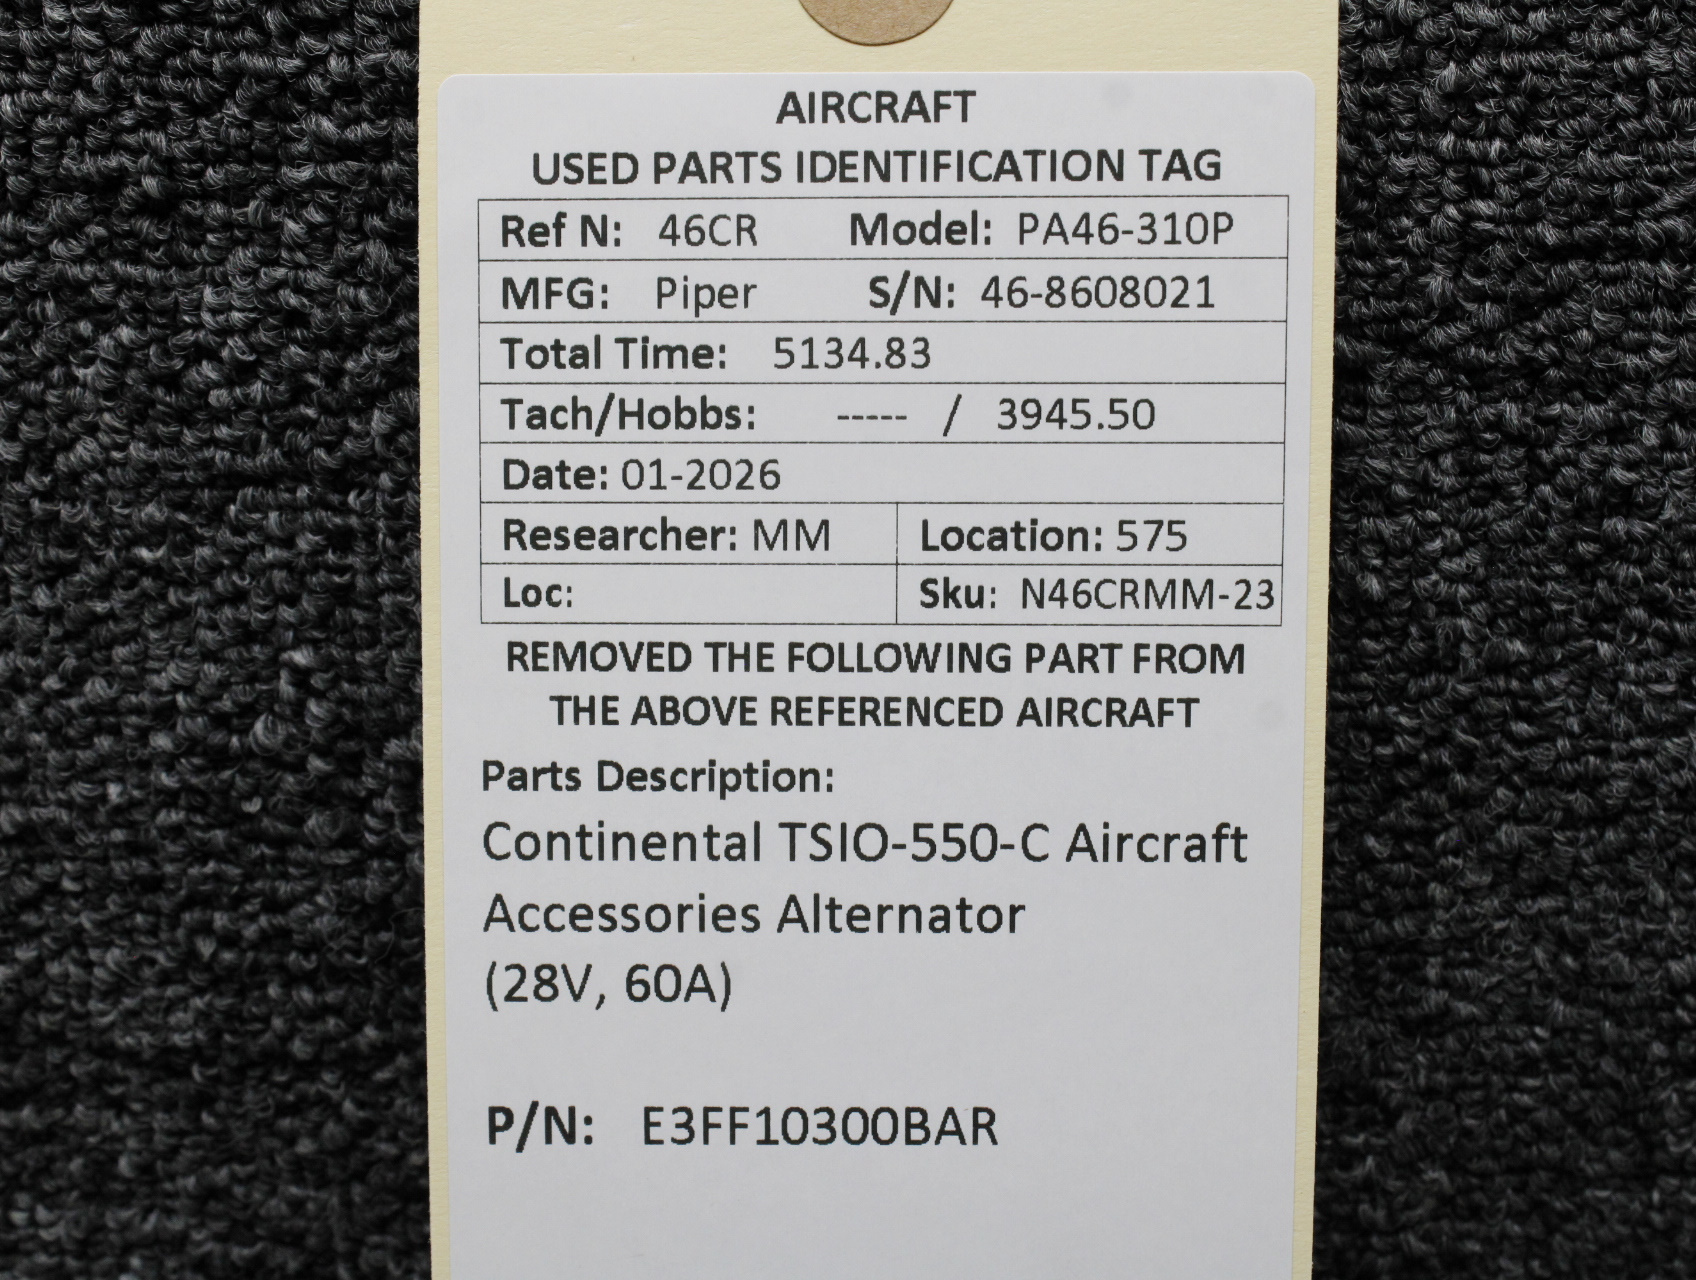 AIRCRAFT
USED PARTS IDENTIFICATION TAG
Ref N: 46CR Model: PA46-310P
MFG: Piper S/N: 46-8608021
Total Time: 5134.83
Tach/Hobbs: ----- / 3945.50
Date: 01-2026
Researcher: MM Location: 575
Loc: Sku: N46CRMM-23
REMOVED THE FOLLOWING PART FROM
THE ABOVE REFERENCED AIRCRAFT
Parts Description:
Continental TSIO-550-C Aircraft
Accessories Alternator
(28V, 60A)
P/N: E3FF10300BAR